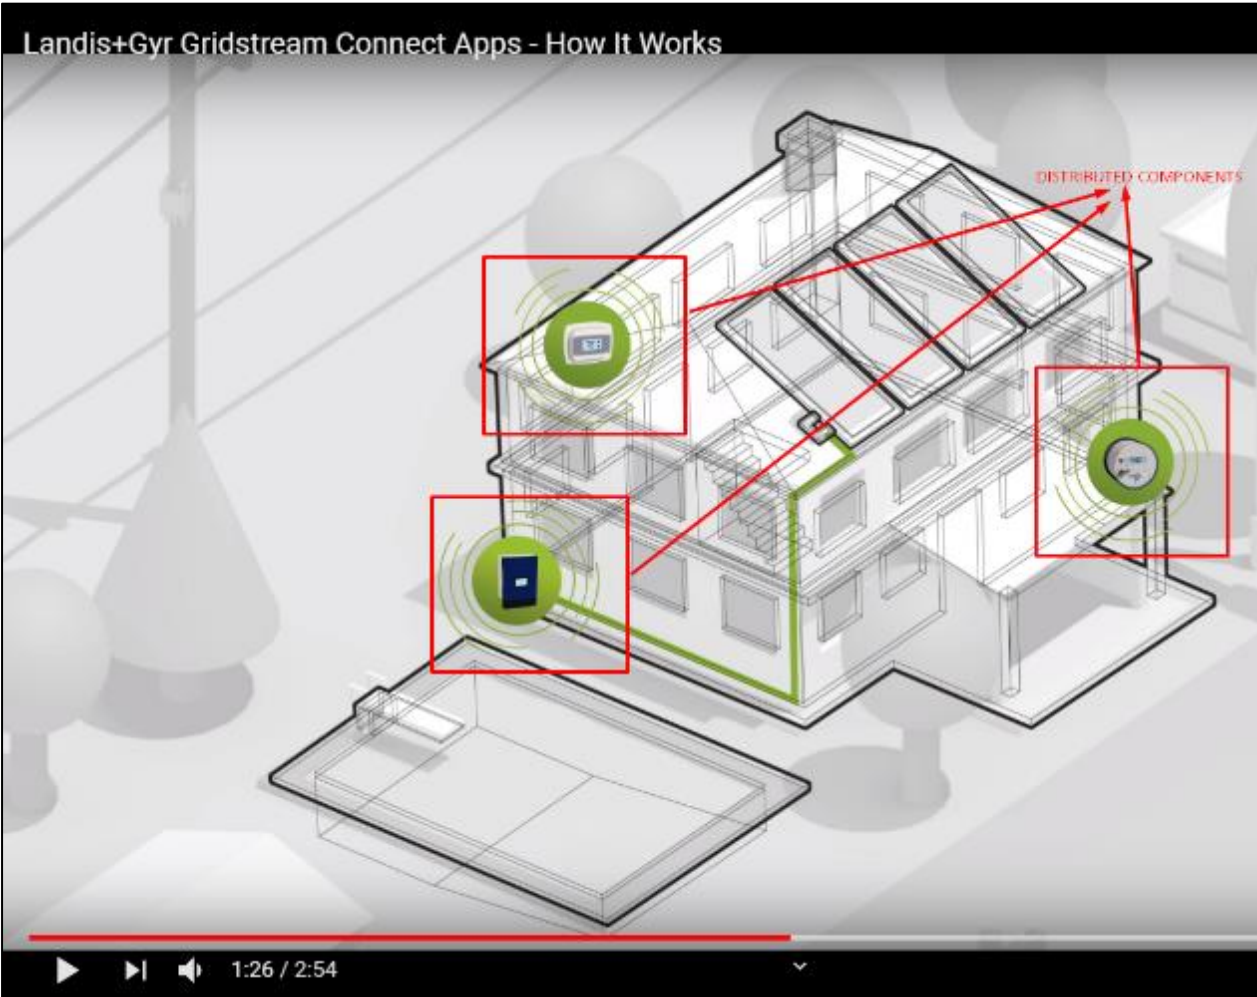 Landis+Gyr Gridstream Connect Apps - How It Works
DISTRIBUTED COMPONENTS
1:26 / 2:54